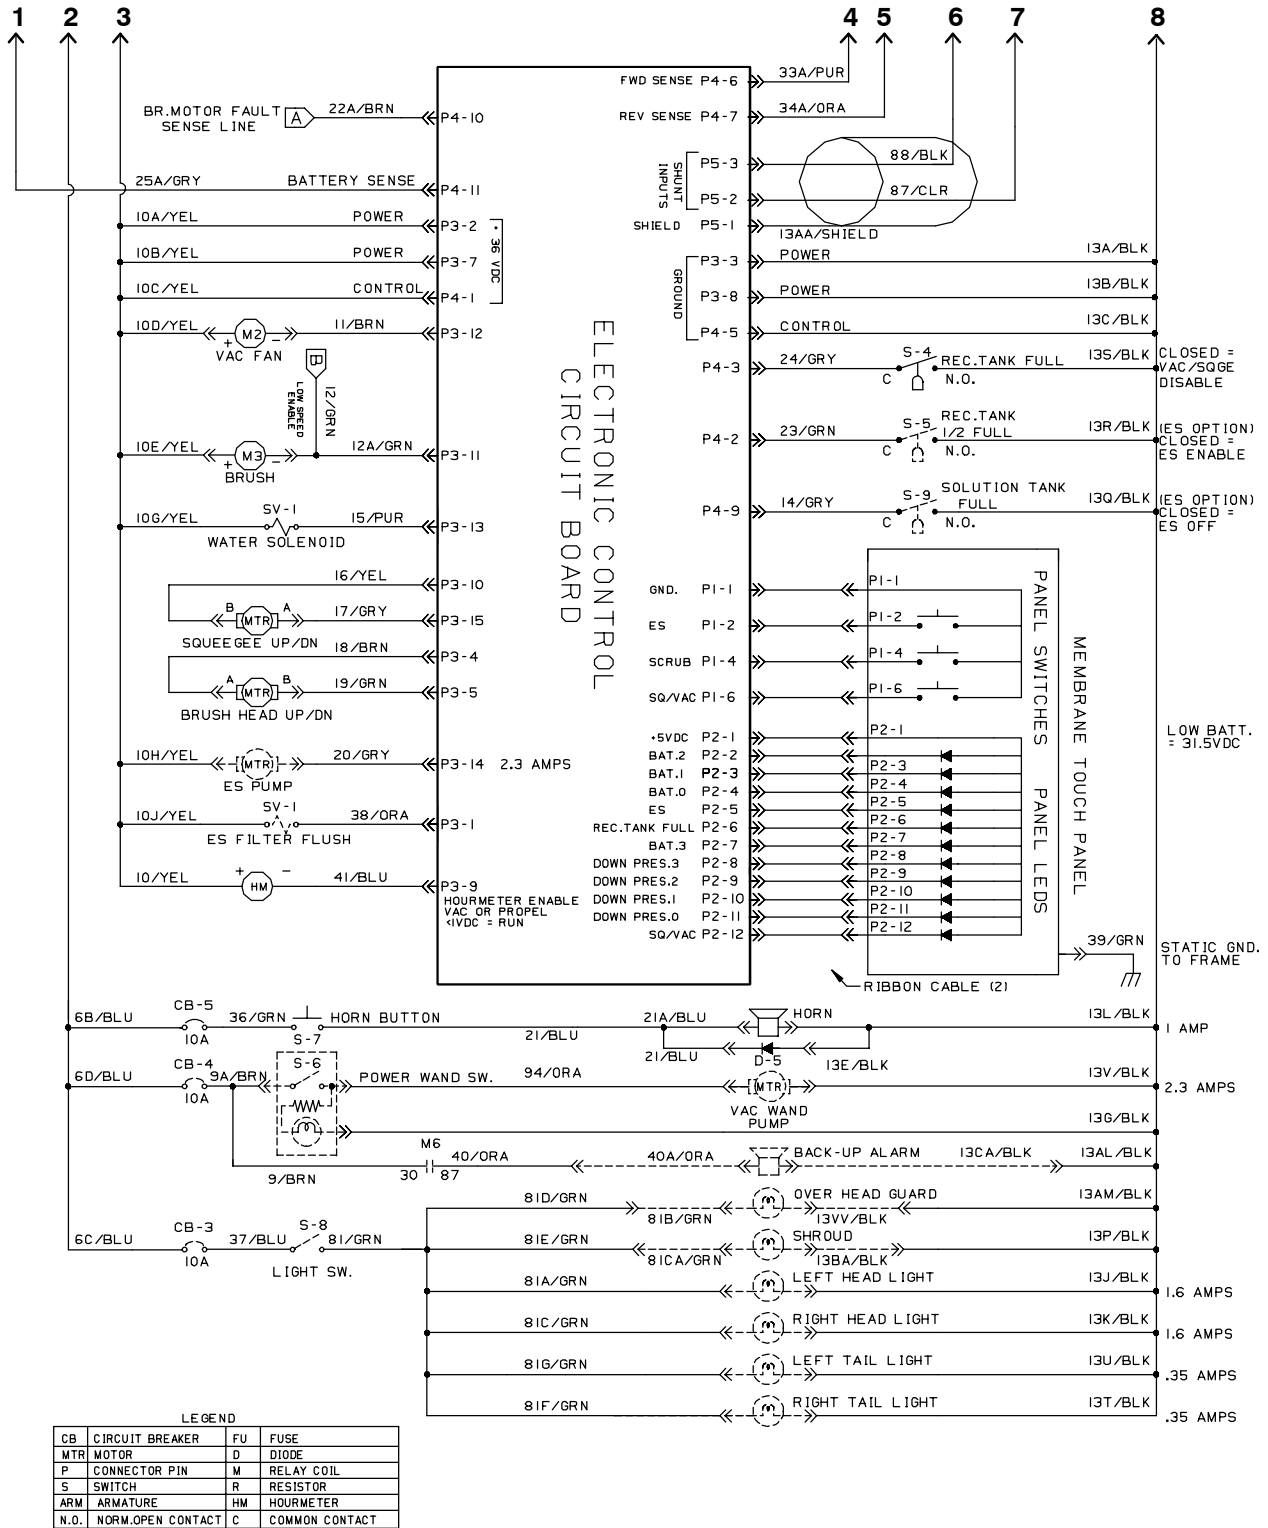 1 2 3 4 5 6 7 8
FWD SENSE P4-6 33A/PUR
BR.MOTOR FAULT
SENSE LINE
A 22A/BRN P4-10
REV SENSE P4-7 34A/ORA
SHUNT
INPUTS
P5-3 88/BLK
25A/GRY BATTERY SENSE P4-11
P5-2 87/CLR
10A/YEL POWER P3-2
SHIELD P5-1 13AA/SHIELD
+ 36 VDC
10B/YEL POWER P3-7
P3-3 POWER 13A/BLK
GROUND
10C/YEL CONTROL P4-1
P3-8 POWER 13B/BLK
10D/YEL + M2 - 11/BRN P3-12
VAC FAN
P4-5 CONTROL 13C/BLK
B
12/GRN
LOW SPEED
ENABLE
P4-3 24/GRY S-4 REC.TANK FULL 13S/BLK
C N.O.
CLOSED =
VAC/SQGE
DISABLE
ELECTRONIC CONTROL
CIRCUIT BOARD
10E/YEL + M3 - 12A/GRN P3-11
BRUSH
P4-2 23/GRN S-5 REC.TANK
1/2 FULL 13R/BLK
C N.O.
(ES OPTION)
CLOSED =
ES ENABLE
10G/YEL SV-1 15/PUR P3-13
WATER SOLENOID
P4-9 14/GRY S-9 SOLUTION TANK
FULL 13Q/BLK
C N.O.
(ES OPTION)
CLOSED =
ES OFF
16/YEL P3-10
B MTR A 17/GRY P3-15
SQUEEGEE UP/DN
18/BRN P3-4
A MTR B 19/GRN P3-5
BRUSH HEAD UP/DN
10H/YEL MTR 20/GRY P3-14 2.3 AMPS
ES PUMP
10J/YEL SV-1 38/ORA P3-1
ES FILTER FLUSH
10/YEL + HM - 41/BLU P3-9
HOURMETER ENABLE
VAC OR PROPEL
<1VDC = RUN
GND. P1-1 P1-1
ES P1-2 P1-2
SCRUB P1-4 P1-4
SQ/VAC P1-6 P1-6
+5VDC P2-1 P2-1
BAT.2 P2-2
BAT.1 P2-3 P2-3
BAT.0 P2-4 P2-4
ES P2-5 P2-5
REC.TANK FULL P2-6 P2-6
BAT.3 P2-7 P2-7
DOWN PRES.3 P2-8 P2-8
DOWN PRES.2 P2-9 P2-9
DOWN PRES.1 P2-10 P2-10
DOWN PRES.0 P2-11 P2-11
SQ/VAC P2-12 P2-12
PANEL SWITCHES PANEL LEDS
MEMBRANE TOUCH PANEL
LOW BATT.
= 31.5VDC
39/GRN
STATIC GND.
TO FRAME
RIBBON CABLE (2)
6B/BLU CB-5 36/GRN HORN BUTTON 21/BLU 21A/BLU HORN 13L/BLK 1 AMP
10A S-7
21/BLU D-5 13E/BLK
6D/BLU CB-4 9A/BRN S-6 POWER WAND SW. 94/ORA MTR 13V/BLK 2.3 AMPS
10A
VAC WAND
PUMP
13G/BLK
9/BRN M6 40/ORA 40A/ORA BACK-UP ALARM 13CA/BLK 13AL/BLK
30 87
81D/GRN 81B/GRN OVER HEAD GUARD 13VV/BLK 13AM/BLK
6C/BLU CB-3 37/BLU S-8 81/GRN 81E/GRN 81CA/GRN SHROUD 13BA/BLK 13P/BLK
10A LIGHT SW.
81A/GRN LEFT HEAD LIGHT 13J/BLK 1.6 AMPS
81C/GRN RIGHT HEAD LIGHT 13K/BLK 1.6 AMPS
81G/GRN LEFT TAIL LIGHT 13U/BLK .35 AMPS
81F/GRN RIGHT TAIL LIGHT 13T/BLK .35 AMPS
LEGEND
CB CIRCUIT BREAKER FU FUSE
MTR MOTOR D DIODE
P CONNECTOR PIN M RELAY COIL
S SWITCH R RESISTOR
ARM ARMATURE HM HOURMETER
N.O. NORM.OPEN CONTACT C COMMON CONTACT